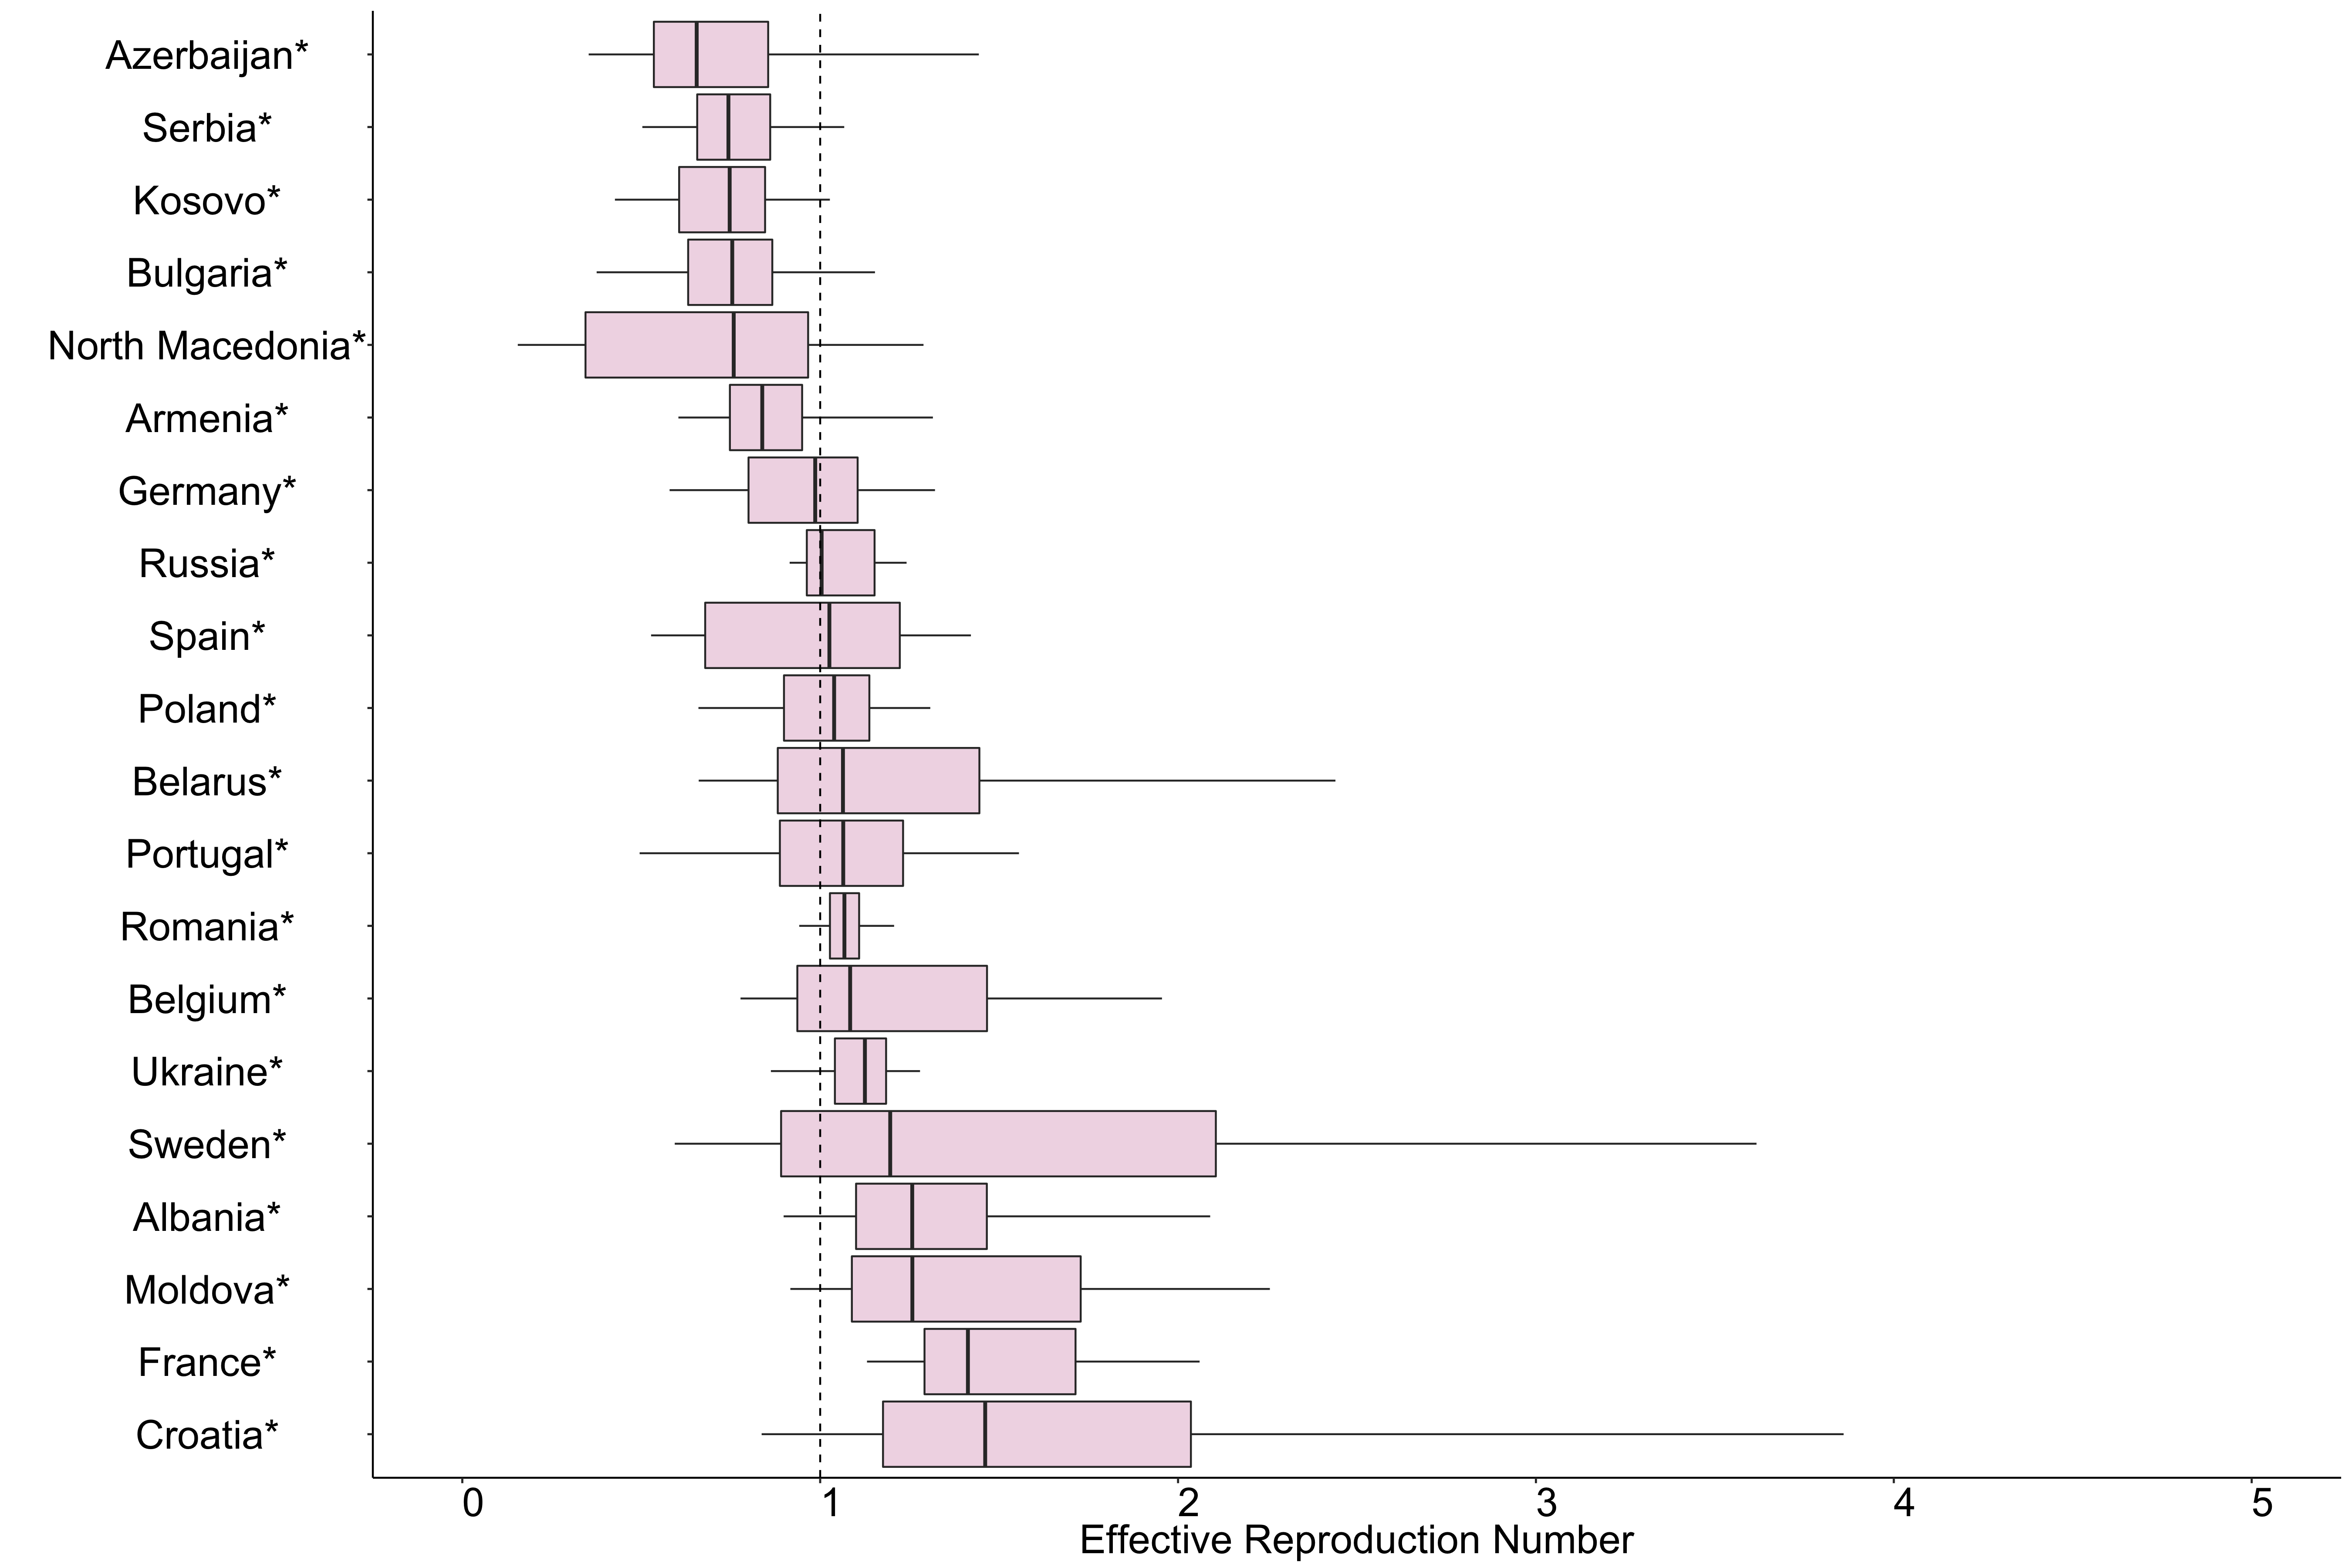 Azerbaijan*
Serbia*
Kosovo*
Bulgaria*
North Macedonia*
Armenia*
Germany*
Russia*
Spain*
Poland*
Belarus*
Portugal*
Romania*
Belgium*
Ukraine*
Sweden*
Albania*
Moldova*
France*
Croatia*
0 1 2 3 4 5
Effective Reproduction Number